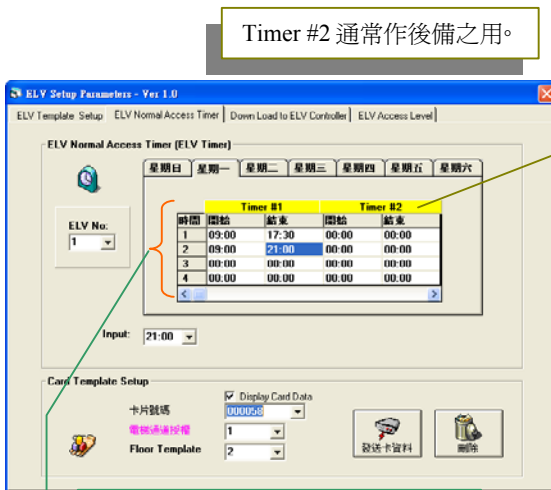 Timer #2 通常作後備之用。
ELV Setup Parameters - Ver 1.0
ELV Template Setup ELV Normal Access Timer Down Load to ELV Controller ELV Access Level
ELV Normal Access Timer (ELV Timer)
星期日 星期一 星期二 星期三 星期四 星期五 星期六
Timer #1 Timer #2
時間 開始 結束 開始 結束
1 09:00 17:30 00:00 00:00
2 09:00 21:00 00:00 00:00
3 00:00 00:00 00:00 00:00
4 00:00 00:00 00:00 00:00
ELV No:
1
Input: 21:00
Card Template Setup
Display Card Data
卡片號碼 000058
電梯通道授權 1
Floor Template 2
發送卡資料 刪除